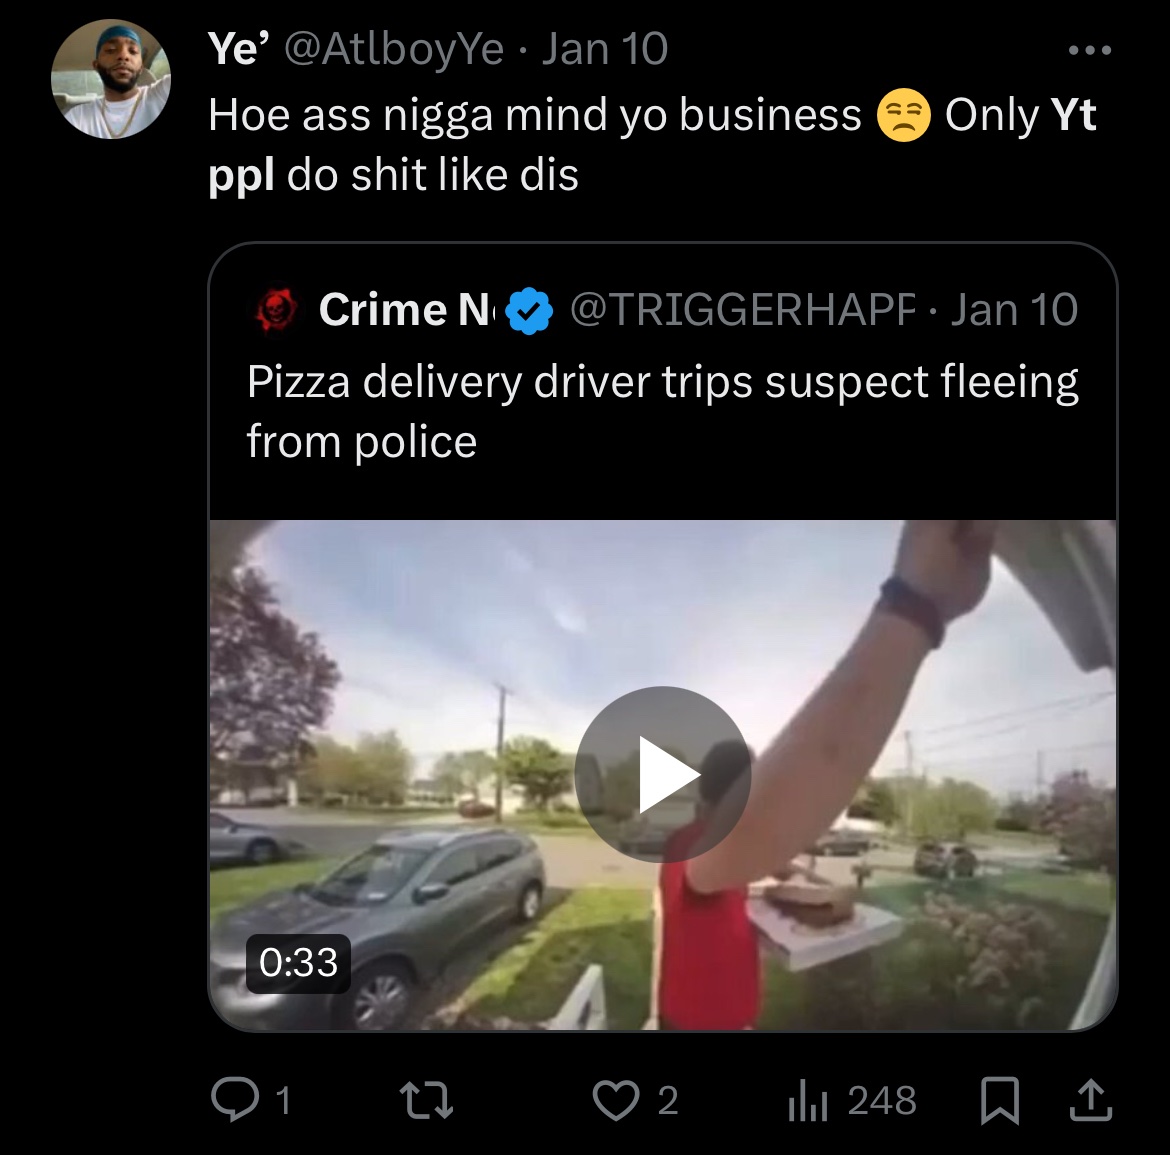 Ye’ @AtlboyYe · Jan 10
Hoe ass nigga mind yo business 😒 Only Yt
ppl do shit like dis
Crime N @TRIGGERHAPP · Jan 10
Pizza delivery driver trips suspect fleeing
from police
0:33
1 2 248